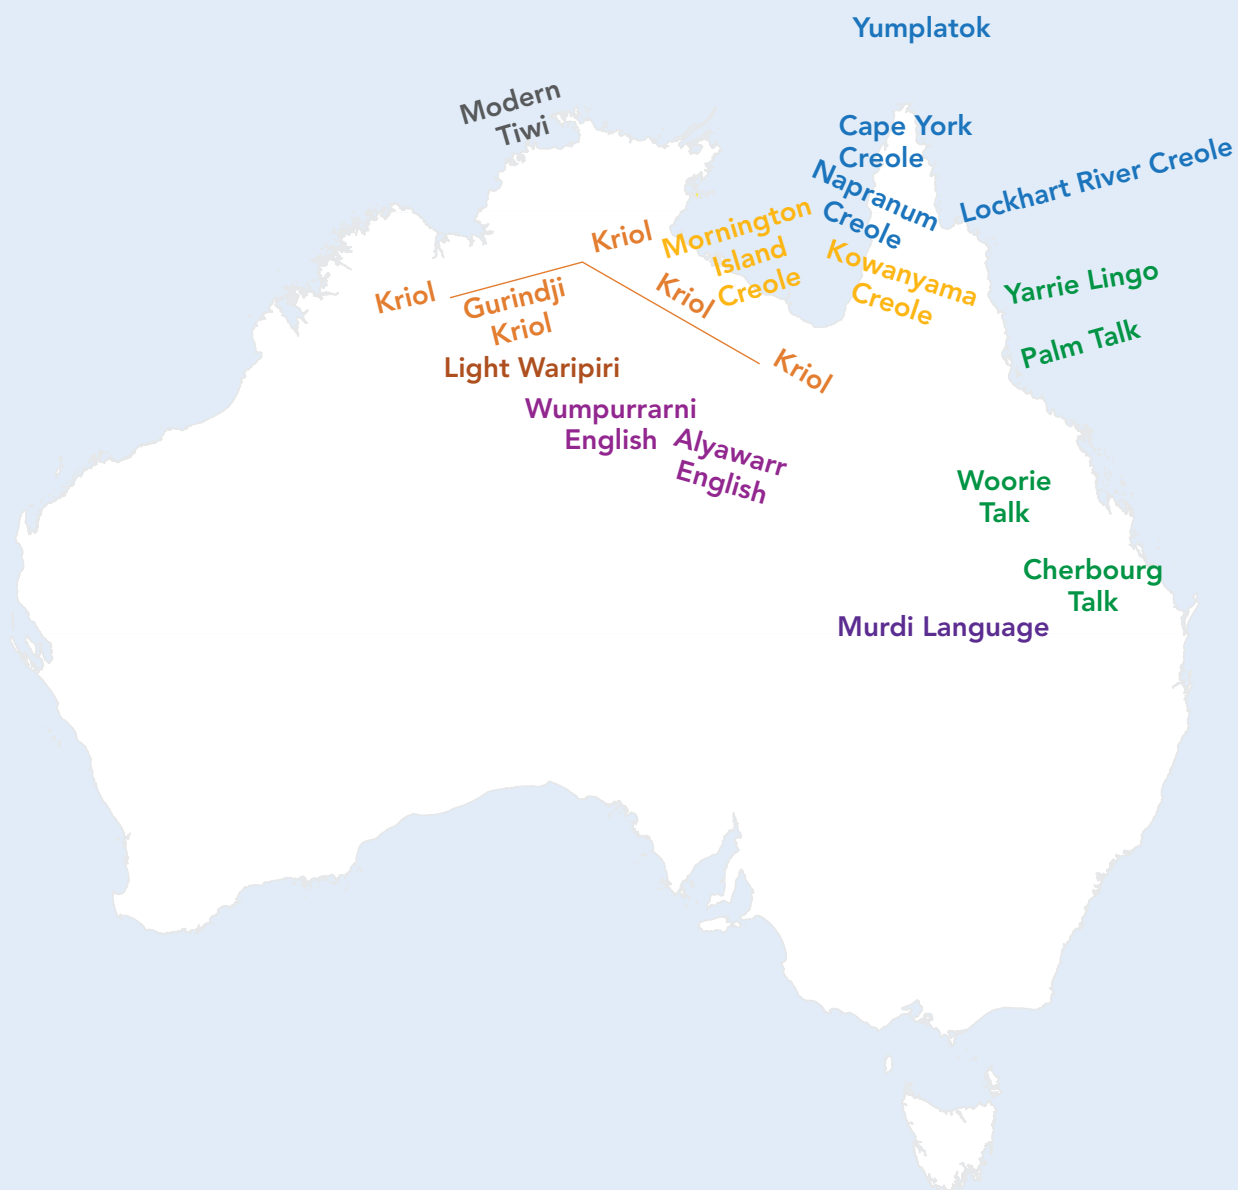 Yumplatok
Modern
Tiwi
Cape York
Creole
Lockhart River Creole
Napranum
Creole
Mornington
Island
Creole
Kriol
Kowanyama
Creole
Yarrie Lingo
Kriol
Gurindji
Kriol
Kriol
Palm Talk
Light Waripiri
Kriol
Wumpurrarni
English
Alyawarr
English
Woorie
Talk
Cherbourg
Talk
Murdi Language